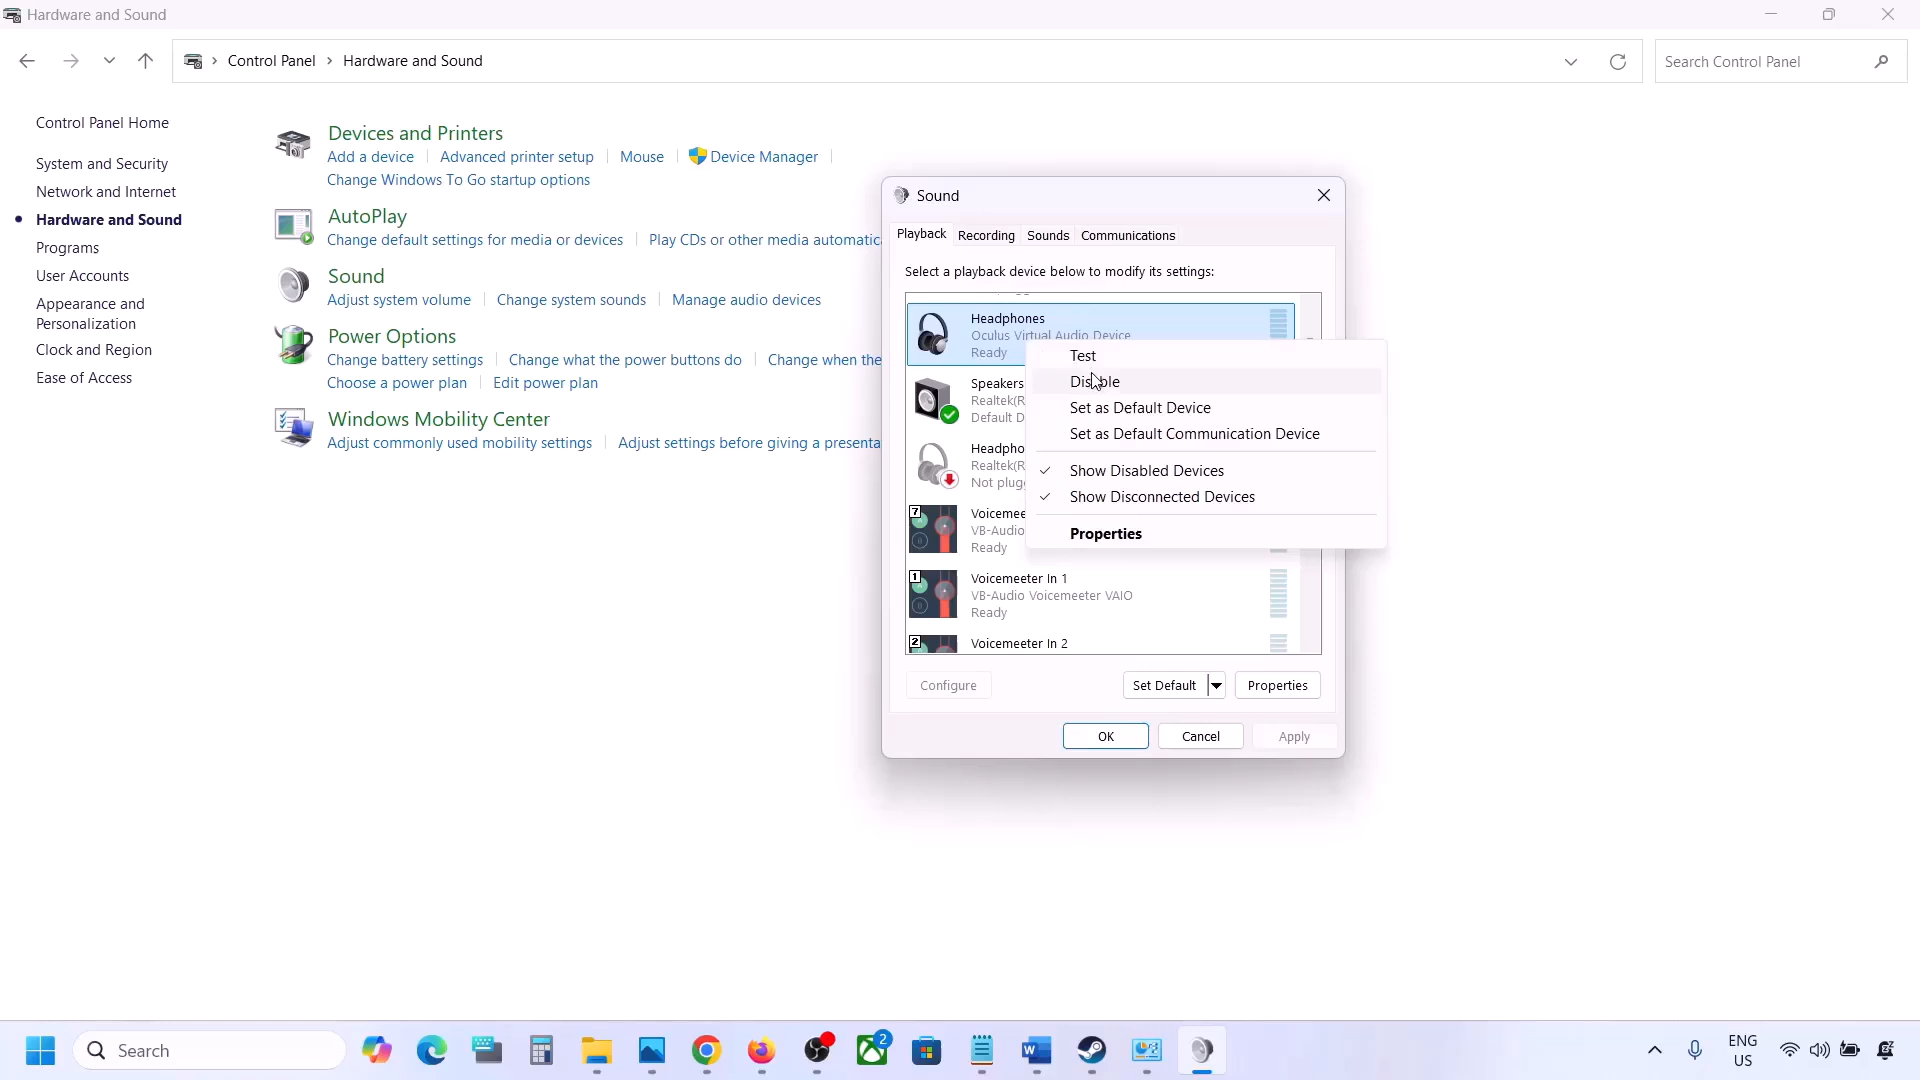 Hardware and Sound
Control Panel > Hardware and Sound
Search Control Panel
Control Panel Home
System and Security
Network and Internet
Hardware and Sound
Programs
User Accounts
Appearance and
Personalization
Clock and Region
Ease of Access
Devices and Printers
Add a device
Advanced printer setup
Mouse
Device Manager
Change Windows To Go startup options
AutoPlay
Change default settings for media or devices
Play CDs or other media automatica
Sound
Adjust system volume
Change system sounds
Manage audio devices
Power Options
Change battery settings
Change what the power buttons do
Change when the
Choose a power plan
Edit power plan
Windows Mobility Center
Adjust commonly used mobility settings
Adjust settings before giving a presenta
Sound
Playback
Recording
Sounds
Communications
Select a playback device below to modify its settings:
Headphones
Oculus Virtual Audio Device
Ready
Speakers
Realtek(R
Default D
Headpho
Realtek(R
Not plugg
7
Voicemee
VB-Audio
Ready
1
Voicemeeter In 1
VB-Audio Voicemeeter VAIO
Ready
2
Voicemeeter In 2
Test
Disable
Set as Default Device
Set as Default Communication Device
Show Disabled Devices
Show Disconnected Devices
Properties
Configure
Set Default
Properties
OK
Cancel
Apply
Search
2
ENG
US